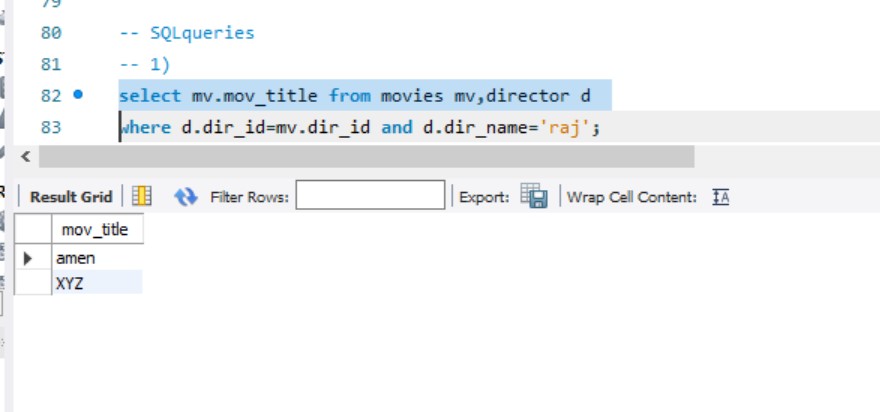 79
80 -- SQLqueries
81 -- 1)
82 select mv.mov_title from movies mv,director d
83 where d.dir_id=mv.dir_id and d.dir_name='raj';
Result Grid Filter Rows: Export: Wrap Cell Content:
mov_title
amen
XYZ